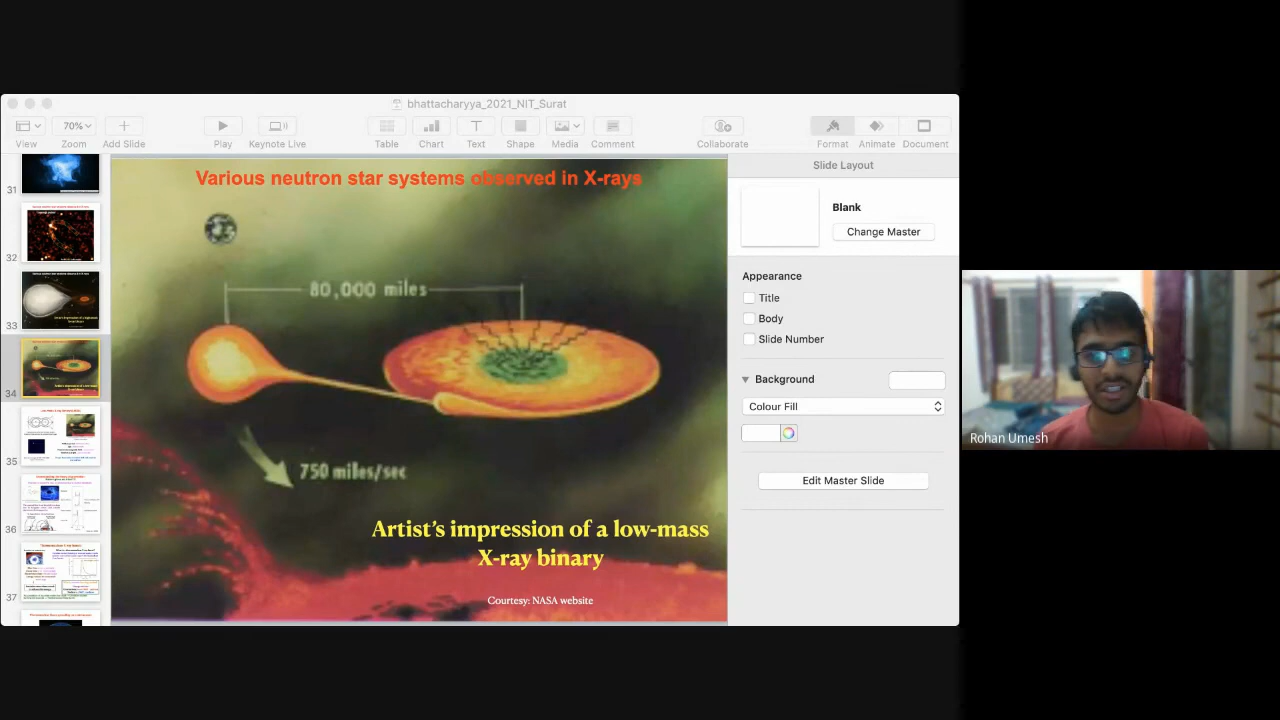 bhattacharyya_2021_NIT_Surat
70%
View
Zoom
Add Slide
Play
Keynote Live
Table
Chart
Text
Shape
Media
Comment
Collaborate
Format
Animate
Document
31
32
33
34
35
36
37
Various neutron star systems observed in X-rays
80,000 miles
750 miles/sec
Artist's impression of a low-mass
X-ray binary
Courtesy: NASA website
Slide Layout
Blank
Change Master
Appearance
Title
Body
Slide Number
Background
Colour Fill
Edit Master Slide
Rohan Umesh